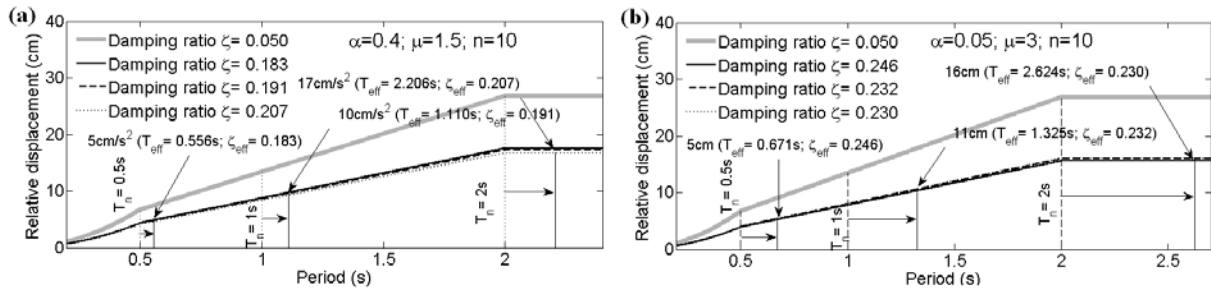 (a)
40
30
20
10
0
Relative displacement (cm)
Damping ratio ζ= 0.050
Damping ratio ζ= 0.183
Damping ratio ζ= 0.191
Damping ratio ζ= 0.207
α=0.4; μ=1.5; n=10
17cm/s² (Teff = 2.206s; ζeff = 0.207)
10cm/s² (Teff = 1.110s; ζeff = 0.191)
5cm/s² (Teff = 0.556s; ζeff = 0.183)
Tn = 0.5s
Tn = 1s
Tn = 2s
0.5 1 1.5 2
Period (s)
(b)
40
30
20
10
0
Relative displacement (cm)
Damping ratio ζ= 0.050
Damping ratio ζ= 0.246
Damping ratio ζ= 0.232
Damping ratio ζ= 0.230
α=0.05; μ=3; n=10
16cm (Teff = 2.624s; ζeff = 0.230)
11cm (Teff = 1.325s; ζeff = 0.232)
5cm (Teff = 0.671s; ζeff = 0.246)
Tn = 0.5s
Tn = 1s
Tn = 2s
0.5 1 1.5 2 2.5
Period (s)